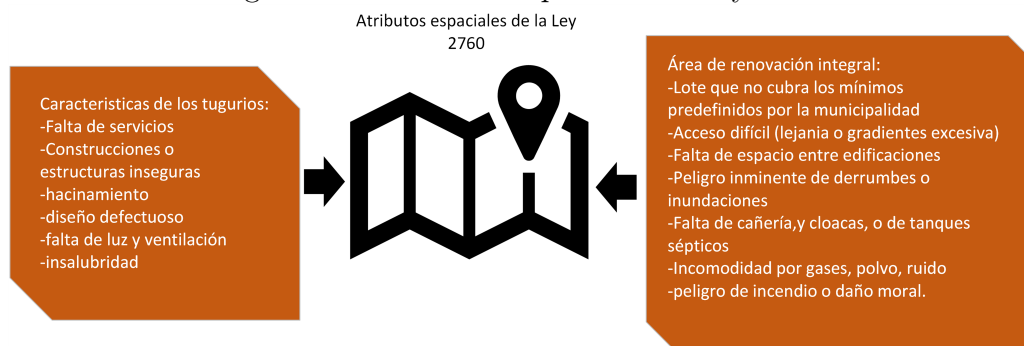 Atributos espaciales de la Ley
2760
Caracteristicas de los tugurios:
-Falta de servicios
-Construcciones o
estructuras inseguras
-hacinamiento
-diseño defectuoso
-falta de luz y ventilación
-insalubridad
Área de renovación integral:
-Lote que no cubra los mínimos
predefinidos por la municipalidad
-Acceso difícil (lejania o gradientes excesiva)
-Falta de espacio entre edificaciones
-Peligro inminente de derrumbes o
inundaciones
-Falta de cañería,y cloacas, o de tanques
sépticos
-Incomodidad por gases, polvo, ruido
-peligro de incendio o daño moral.